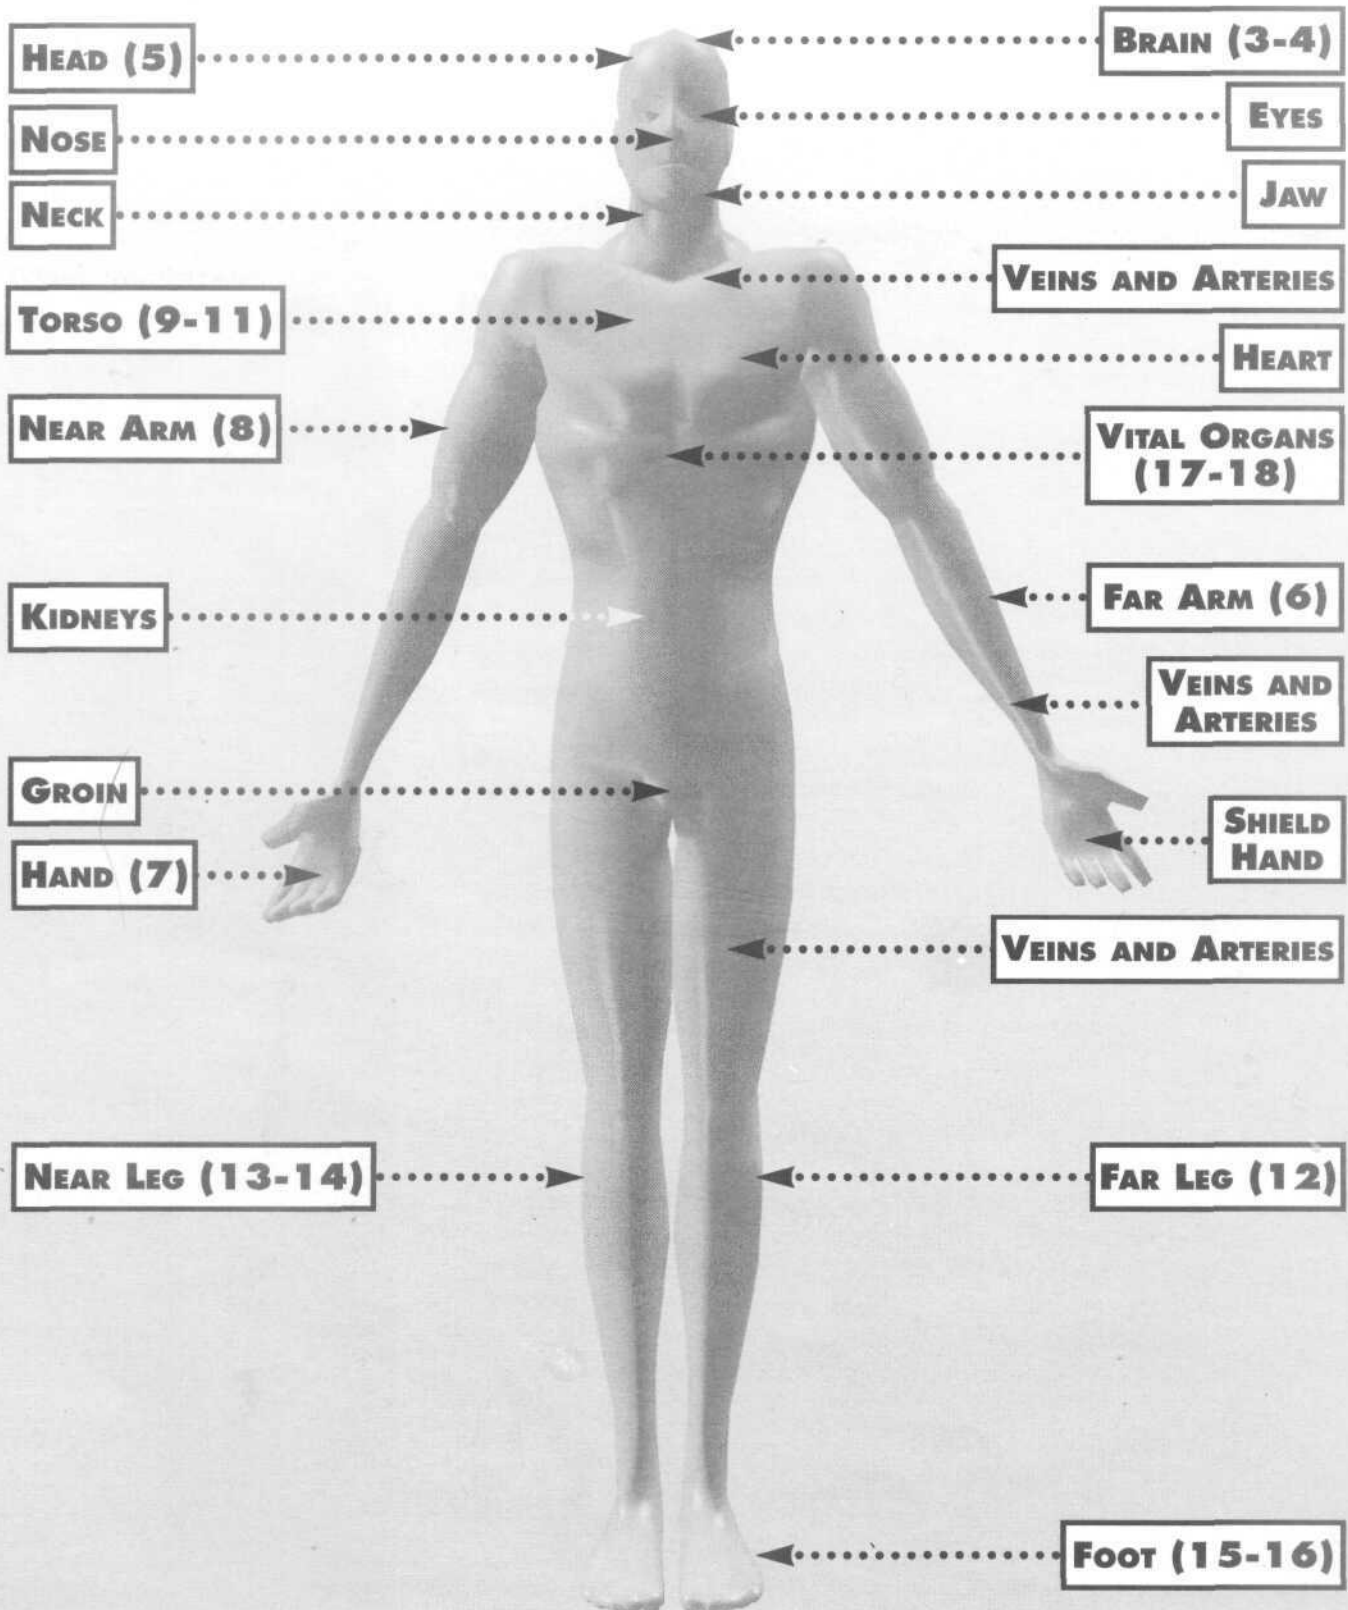 HEAD (5)
NOSE
NECK
TORSO (9-11)
NEAR ARM (8)
KIDNEYS
GROIN
HAND (7)
NEAR LEG (13-14)
BRAIN (3-4)
EYES
JAW
VEINS AND ARTERIES
HEART
VITAL ORGANS
(17-18)
FAR ARM (6)
VEINS AND
ARTERIES
SHIELD
HAND
VEINS AND ARTERIES
FAR LEG (12)
FOOT (15-16)